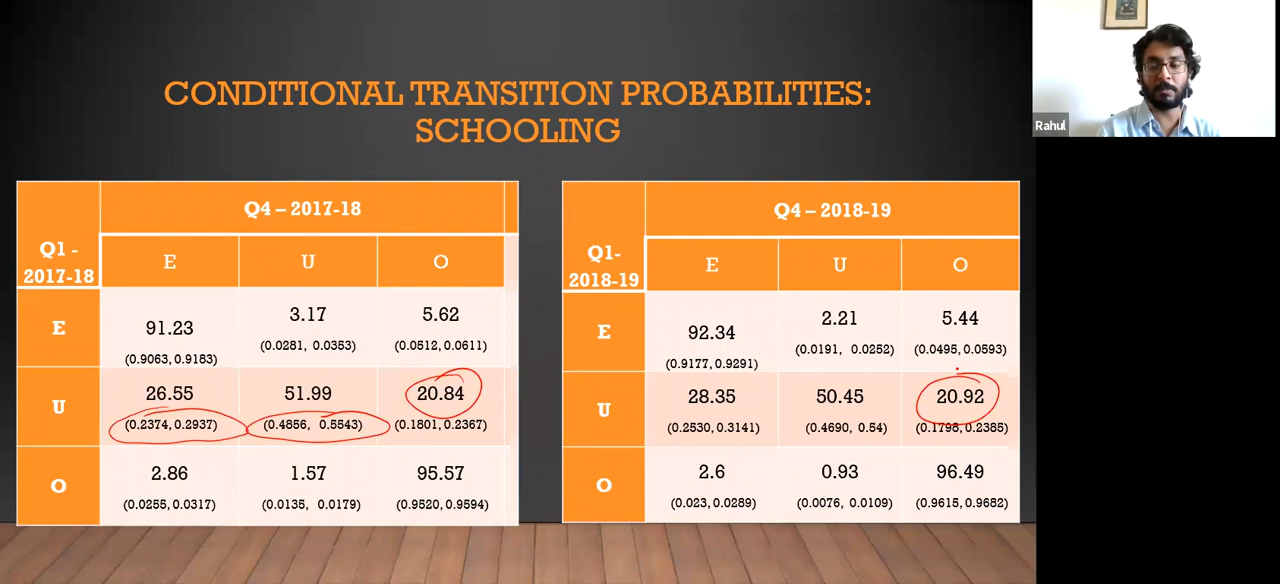 CONDITIONAL TRANSITION PROBABILITIES:
SCHOOLING
Rahul
Q1 -
2017-18
Q4 – 2017-18
E U O
E 91.23 3.17 5.62
(0.9063, 0.9183) (0.0281, 0.0353) (0.0512, 0.0611)
U 26.55 51.99 20.84
(0.2374, 0.2937) (0.4856, 0.5543) (0.1801, 0.2367)
O 2.86 1.57 95.57
(0.0255, 0.0317) (0.0135, 0.0179) (0.9520, 0.9594)
Q1-
2018-19
Q4 – 2018-19
E U O
E 92.34 2.21 5.44
(0.9177, 0.9291) (0.0191, 0.0252) (0.0495, 0.0593)
U 28.35 50.45 20.92
(0.2530, 0.3141) (0.4690, 0.54) (0.1798, 0.2385)
O 2.6 0.93 96.49
(0.023, 0.0289) (0.0076, 0.0109) (0.9615, 0.9682)